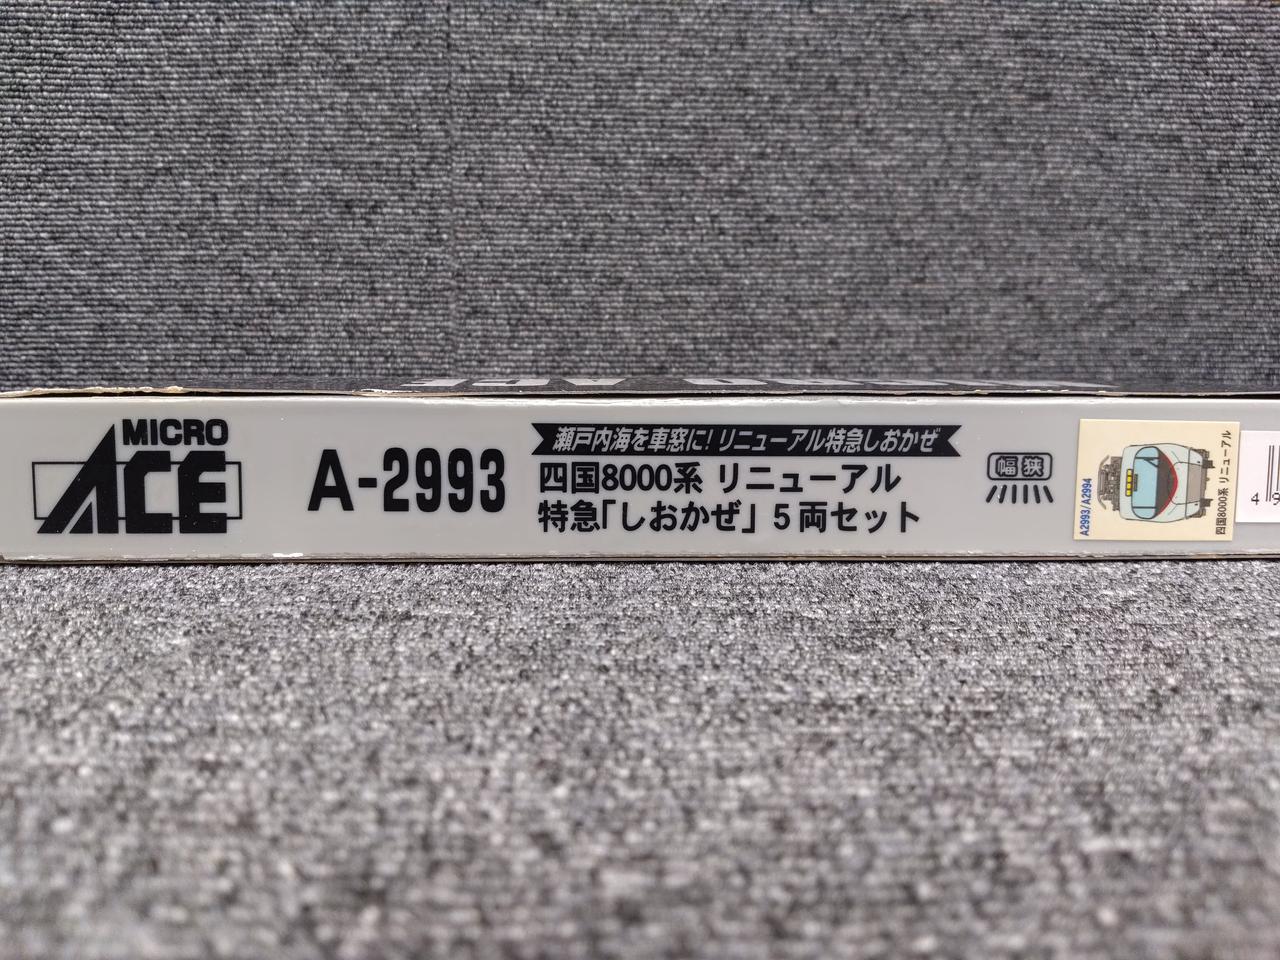 MICRO
ACE
A-2993
瀬戸内海を車窓に!リニューアル特急しおかぜ
四国8000系 リニューアル
特急「しおかぜ」5両セット
幅狭
A2993/A2994
四国8000系 リニューアル
4 9